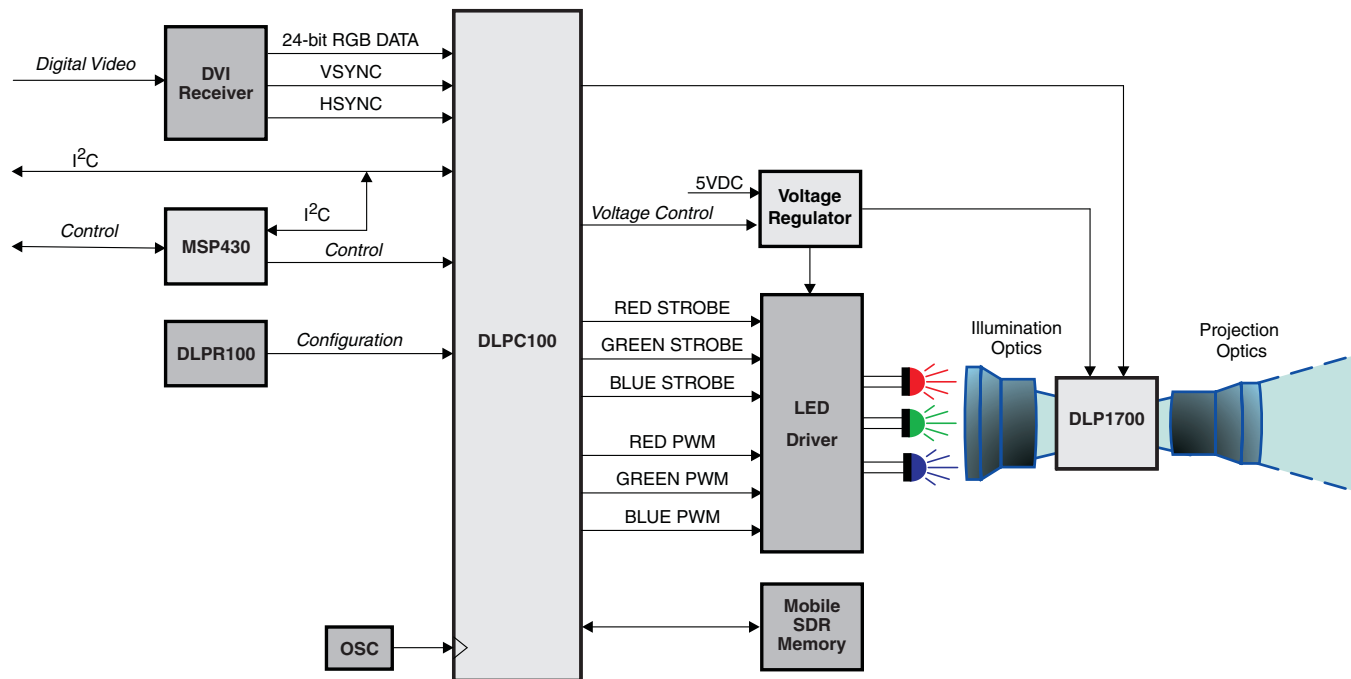 24-bit RGB DATA
Digital Video
DVI
Receiver
VSYNC
HSYNC
I²C
I²C
Control
MSP430
Control
DLPR100
Configuration
OSC
DLPC100
5VDC
Voltage Control
Voltage
Regulator
RED STROBE
GREEN STROBE
BLUE STROBE
RED PWM
GREEN PWM
BLUE PWM
LED
Driver
Mobile
SDR
Memory
Illumination
Optics
DLP1700
Projection
Optics